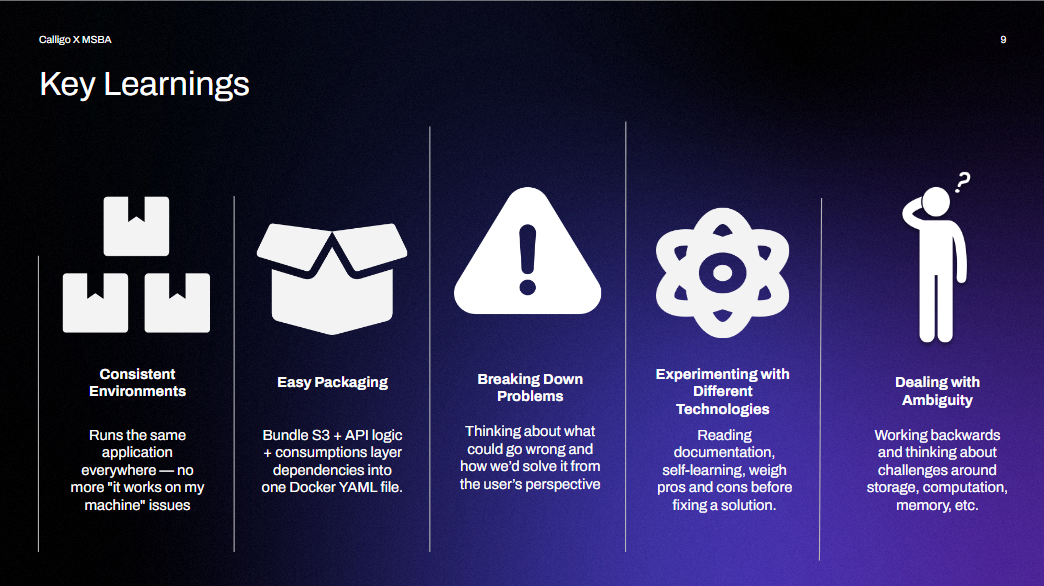 Calligo X MSBA
9
Key Learnings
?
Consistent
Environments
Runs the same
application
everywhere — no
more "it works on my
machine" issues
Easy Packaging
Bundle S3 + API logic
+ consumptions layer
dependencies into
one Docker YAML file.
Breaking Down
Problems
Thinking about what
could go wrong and
how we’d solve it from
the user’s perspective
Experimenting with
Different
Technologies
Reading
documentation,
self-learning, weigh
pros and cons before
fixing a solution.
Dealing with
Ambiguity
Working backwards
and thinking about
challenges around
storage, computation,
memory, etc.